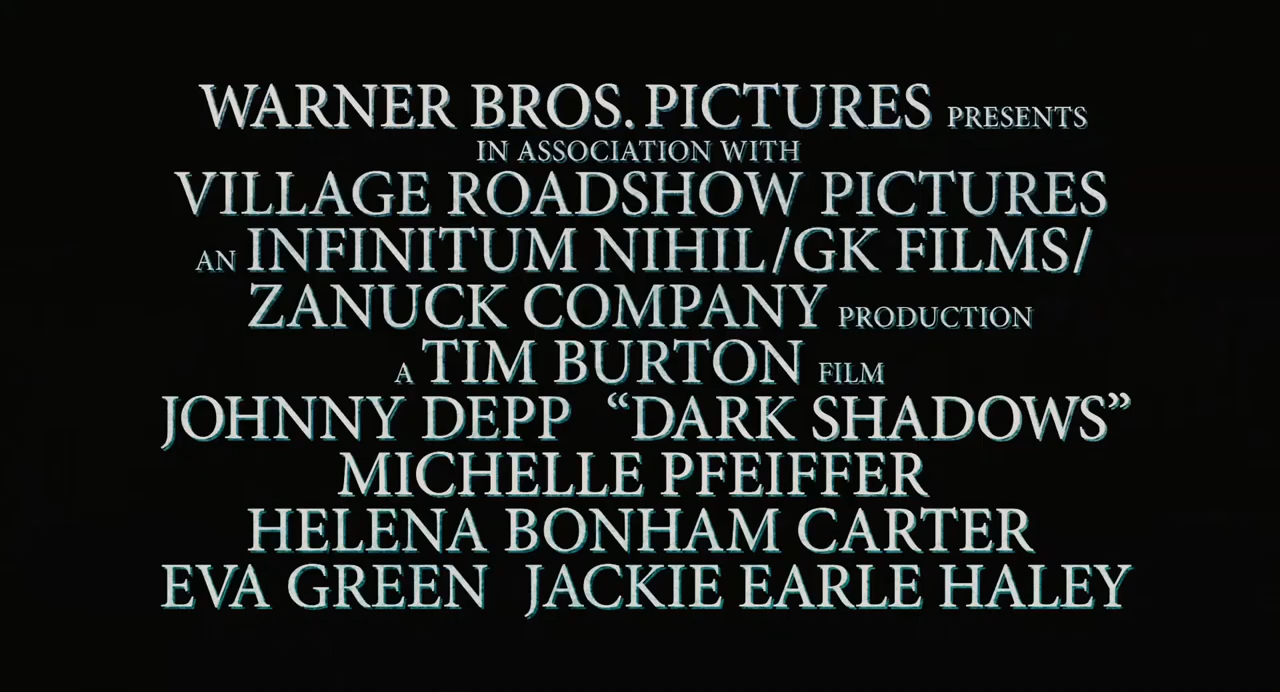 WARNER BROS. PICTURES PRESENTS
IN ASSOCIATION WITH
VILLAGE ROADSHOW PICTURES
AN INFINITUM NIHIL/GK FILMS/
ZANUCK COMPANY PRODUCTION
A TIM BURTON FILM
JOHNNY DEPP “DARK SHADOWS”
MICHELLE PFEIFFER
HELENA BONHAM CARTER
EVA GREEN JACKIE EARLE HALEY